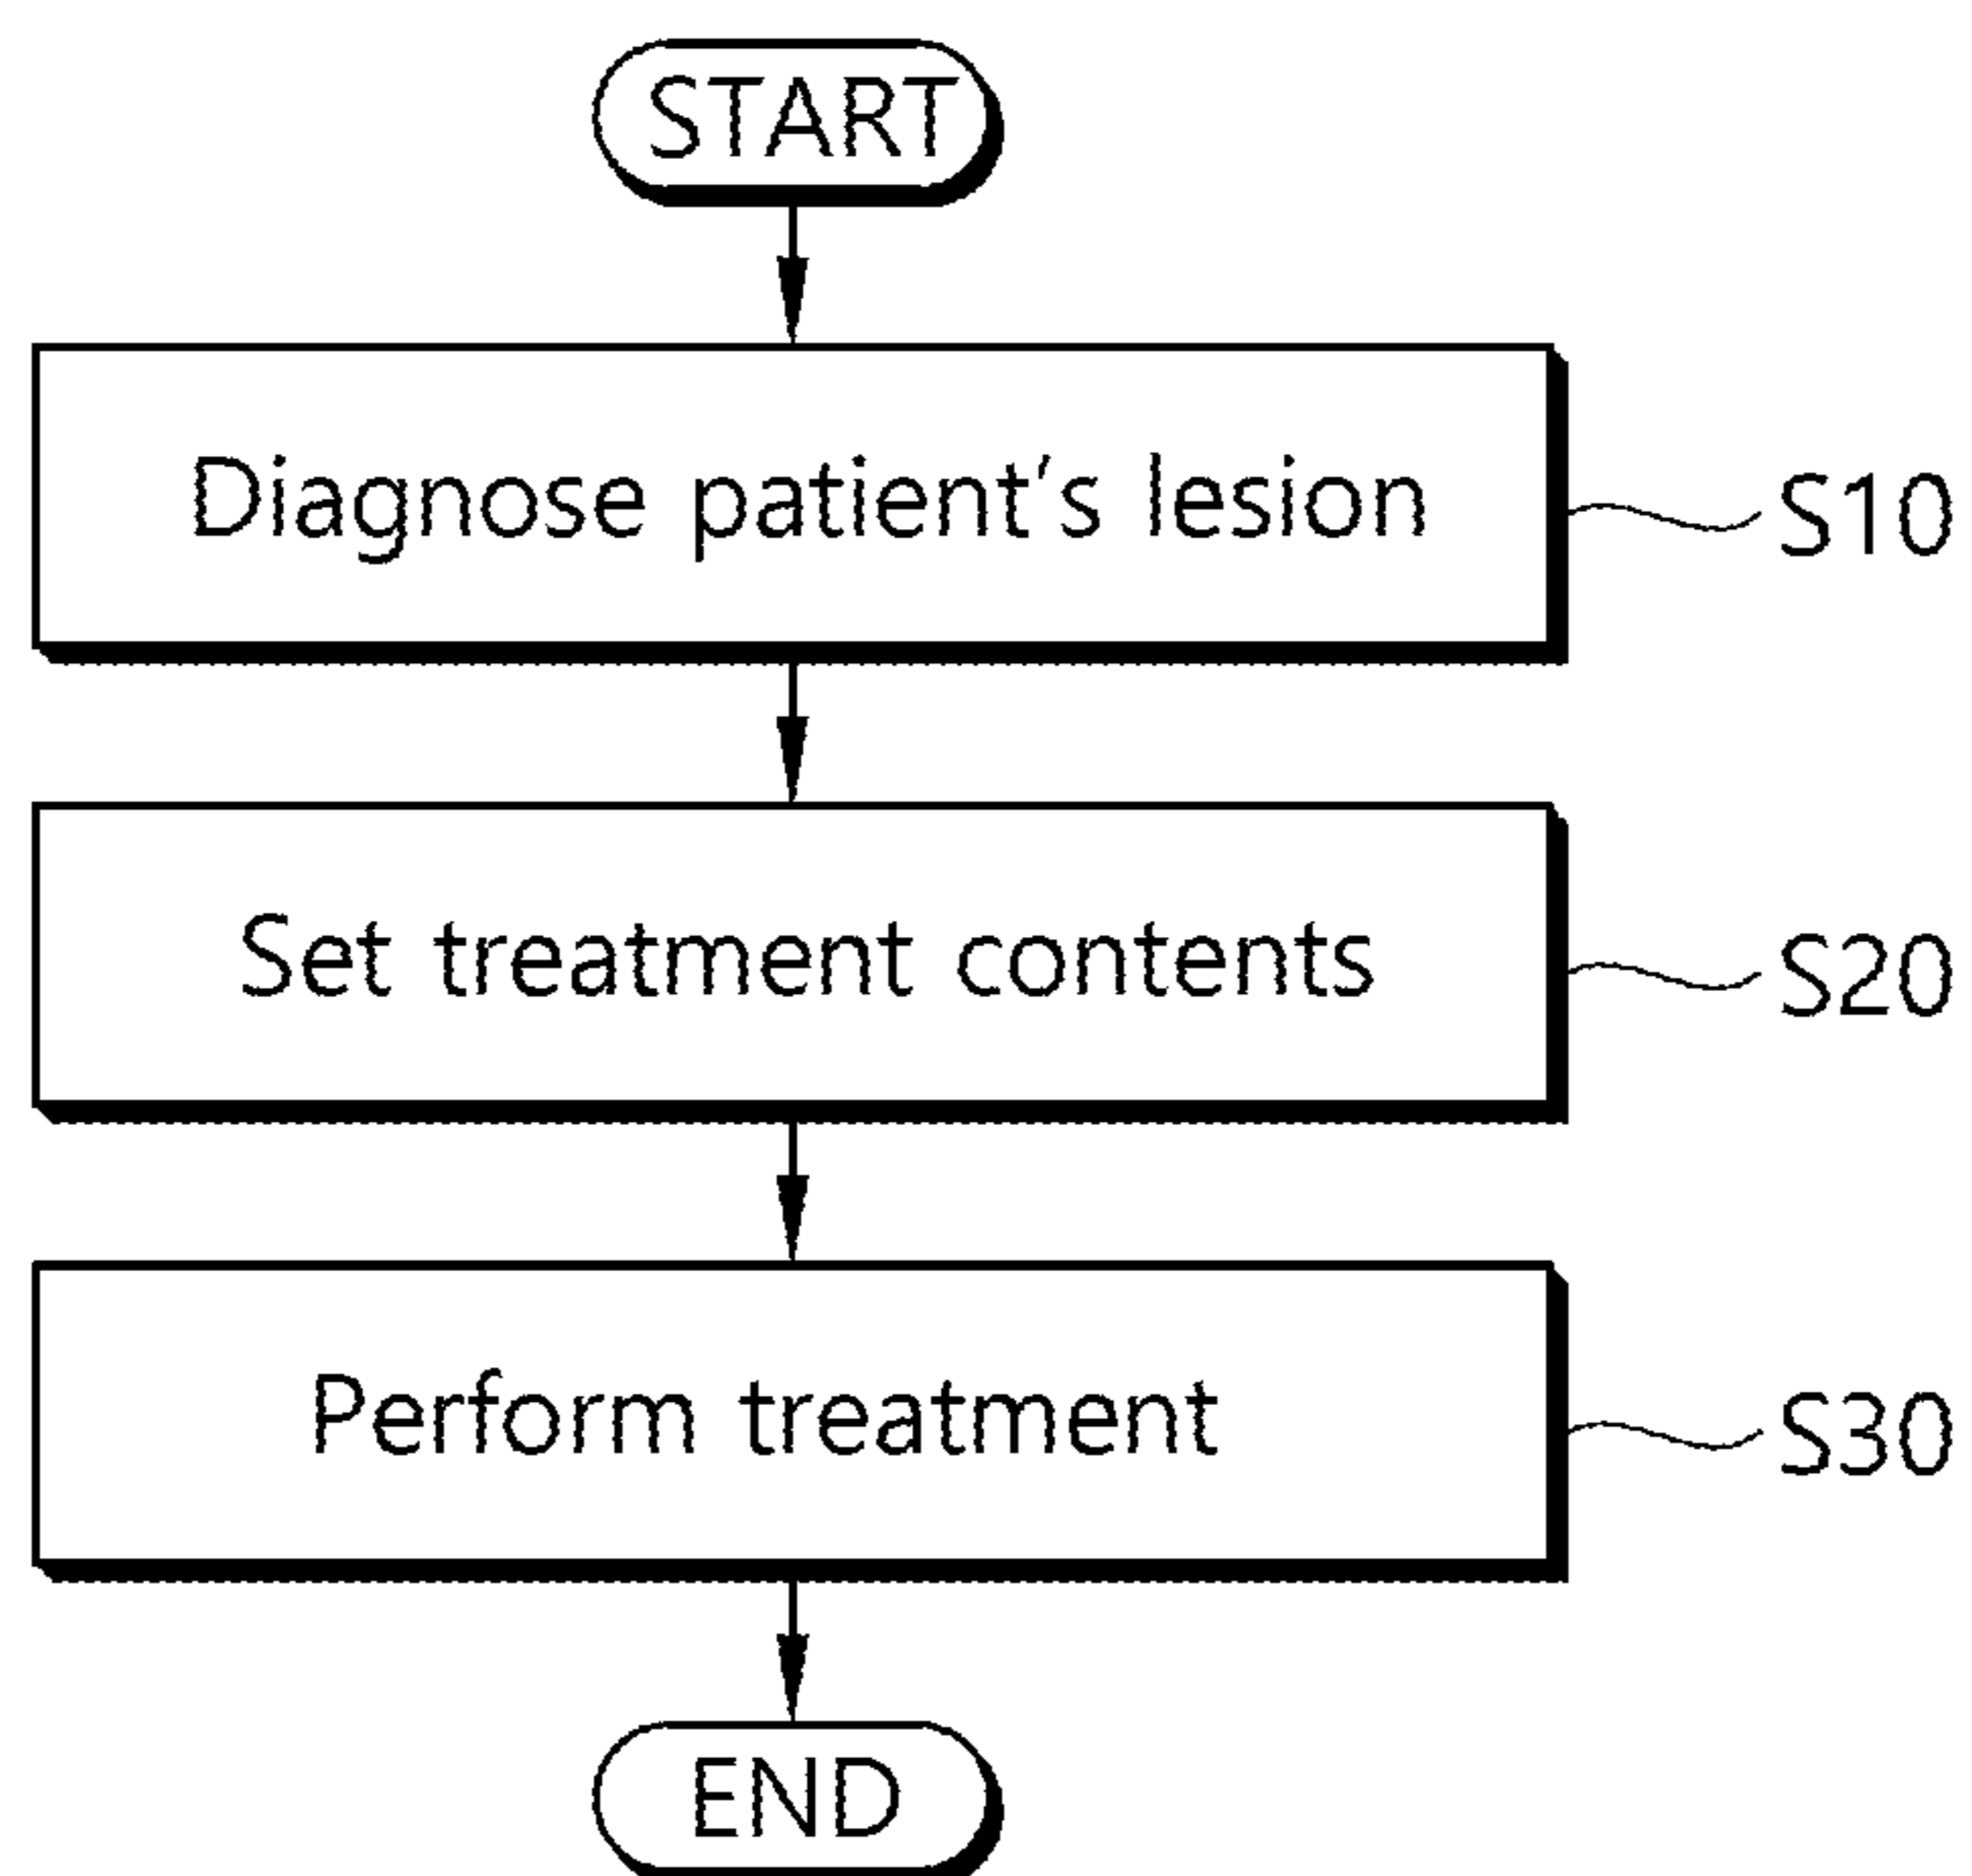 START
Diagnose patient's lesion
S10
Set treatment contents
S20
Perform treatment
S30
END